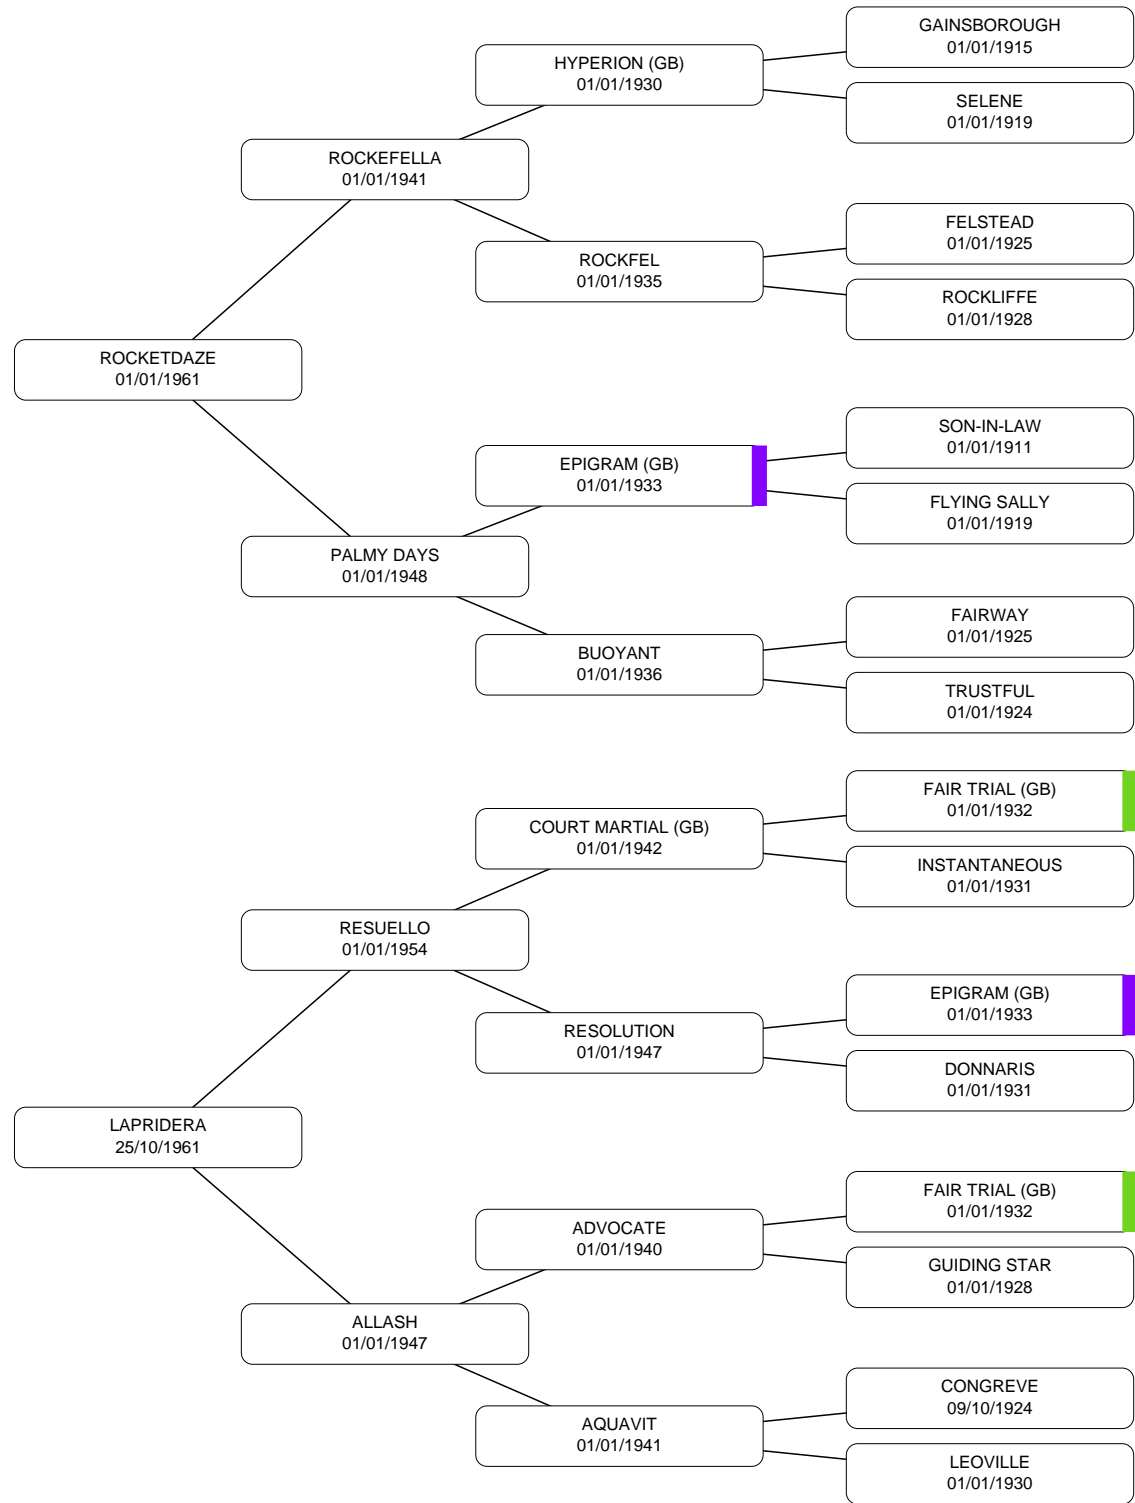 GAINSBOROUGH
01/01/1915
HYPERION (GB)
01/01/1930
SELENE
01/01/1919
ROCKEFELLA
01/01/1941
FELSTEAD
01/01/1925
ROCKFEL
01/01/1935
ROCKLIFFE
01/01/1928
ROCKETDAZE
01/01/1961
SON-IN-LAW
01/01/1911
EPIGRAM (GB)
01/01/1933
FLYING SALLY
01/01/1919
PALMY DAYS
01/01/1948
FAIRWAY
01/01/1925
BUOYANT
01/01/1936
TRUSTFUL
01/01/1924
FAIR TRIAL (GB)
01/01/1932
COURT MARTIAL (GB)
01/01/1942
INSTANTANEOUS
01/01/1931
RESUELLO
01/01/1954
EPIGRAM (GB)
01/01/1933
RESOLUTION
01/01/1947
DONNARIS
01/01/1931
LAPRIDERA
25/10/1961
FAIR TRIAL (GB)
01/01/1932
ADVOCATE
01/01/1940
GUIDING STAR
01/01/1928
ALLASH
01/01/1947
CONGREVE
09/10/1924
AQUAVIT
01/01/1941
LEOVILLE
01/01/1930